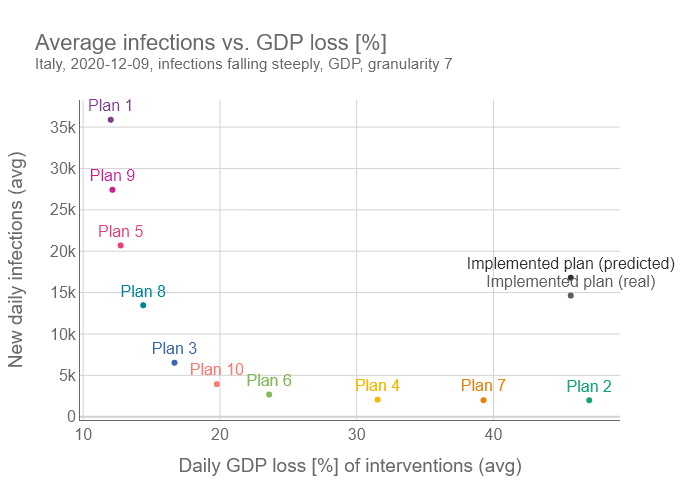 Average infections vs. GDP loss [%]
Italy, 2020-12-09, infections falling steeply, GDP, granularity 7
New daily infections (avg)
35k
30k
25k
20k
15k
10k
5k
0
Plan 1
Plan 9
Plan 5
Implemented plan (predicted)
Implemented plan (real)
Plan 8
Plan 3
Plan 10
Plan 6
Plan 4
Plan 7
Plan 2
10
20
30
40
Daily GDP loss [%] of interventions (avg)